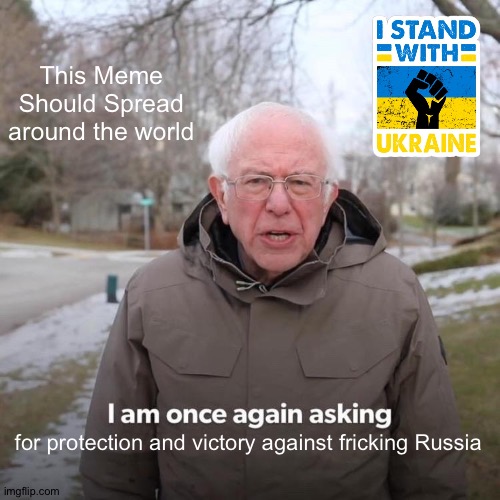 This Meme
Should Spread
around the world
I STAND
WITH
UKRAINE
I am once again asking
for protection and victory against fricking Russia
imgflip.com